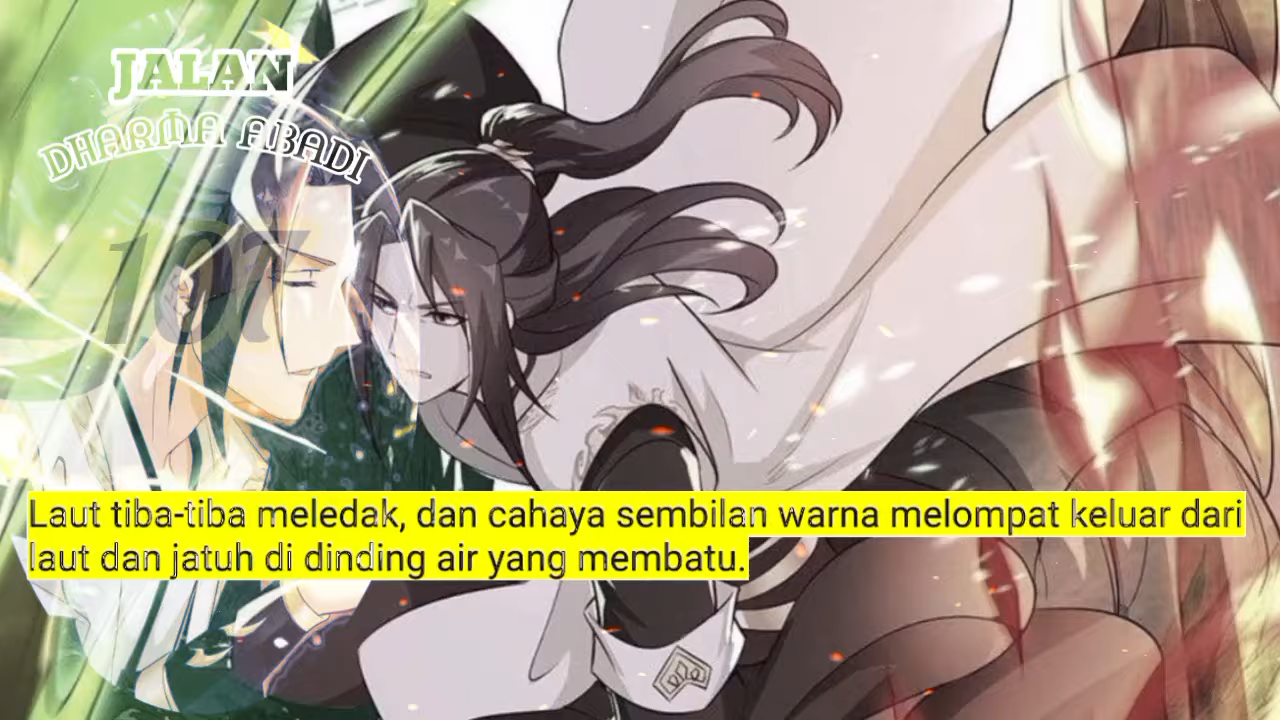 JALAN
DHARMA ABADI
107
Laut tiba-tiba meledak, dan cahaya sembilan warna melompat keluar dari
laut dan jatuh di dinding air yang membatu.